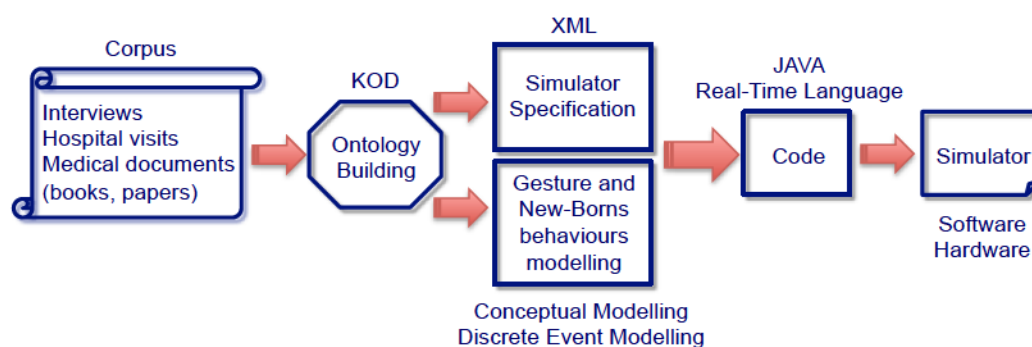 Corpus
Interviews
Hospital visits
Medical documents
(books, papers)
KOD
Ontology
Building
XML
Simulator
Specification
Gesture and
New-Borns
behaviours
modelling
Conceptual Modelling
Discrete Event Modelling
JAVA
Real-Time Language
Code
Simulator
Software
Hardware